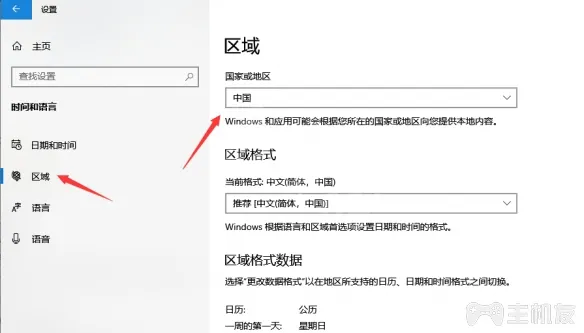 设置
主页
查找设置
时间和语言
日期和时间
区域
语言
语音
区域
国家或地区
中国
Windows 和应用可能会根据您所在的国家或地区向您提供本地内容。
区域格式
当前格式: 中文(简体，中国)
推荐 [中文(简体，中国)]
Windows 根据语言和区域首选项设置日期和时间的格式。
区域格式数据
选择"更改数据格式"以在地区所支持的日历、日期和时间格式之间切换。
日历: 公历
一周的第一天: 星期日
主机友